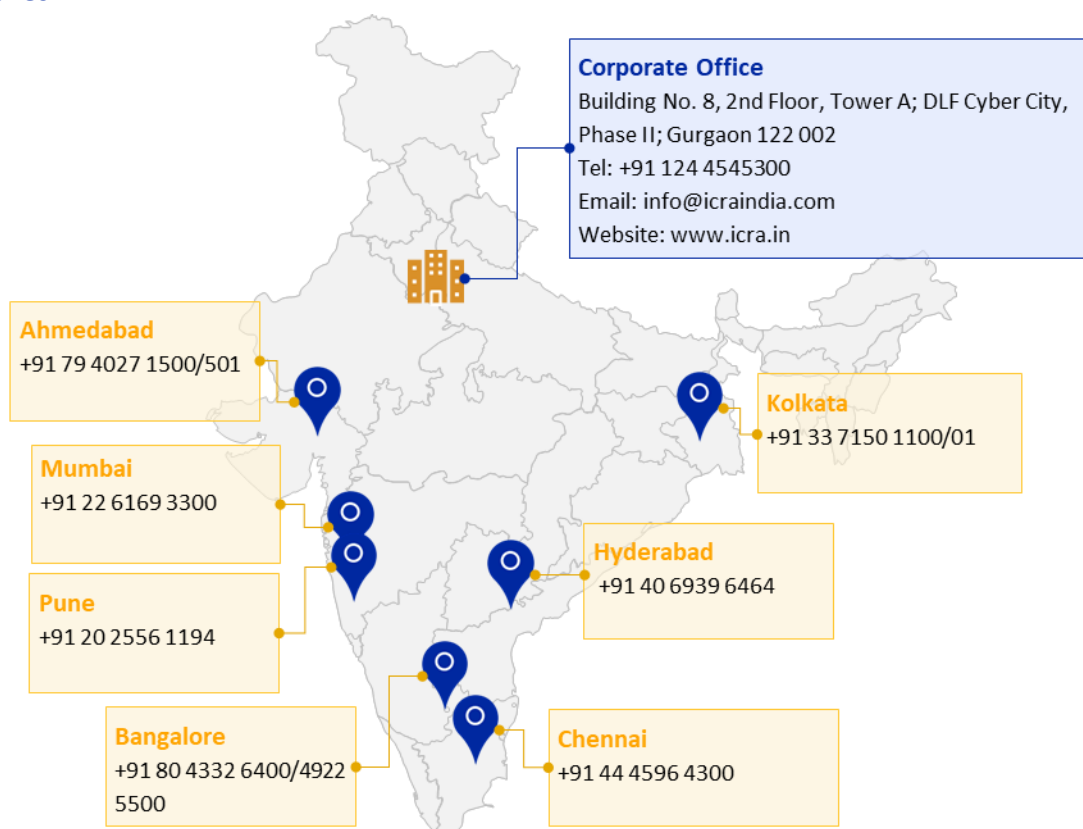 Corporate Office
Building No. 8, 2nd Floor, Tower A; DLF Cyber City,
Phase II; Gurgaon 122 002
Tel: +91 124 4545300
Email: info@icraindia.com
Website: www.icra.in
Ahmedabad
+91 79 4027 1500/501
Kolkata
+91 33 7150 1100/01
Mumbai
+91 22 6169 3300
Hyderabad
+91 40 6939 6464
Pune
+91 20 2556 1194
Bangalore
+91 80 4332 6400/4922
5500
Chennai
+91 44 4596 4300